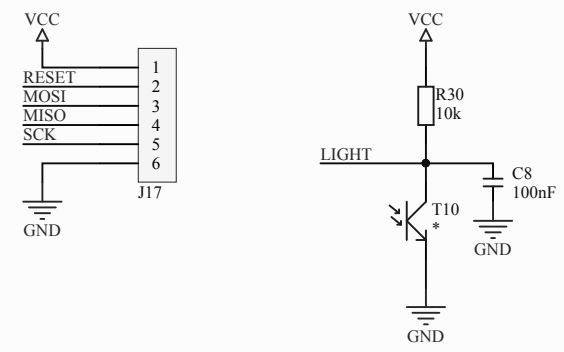 VCC
1
RESET 2
MOSI 3
MISO 4
SCK 5
6
J17
GND
VCC
R30
10k
LIGHT
C8
100nF
T10
*
GND
GND